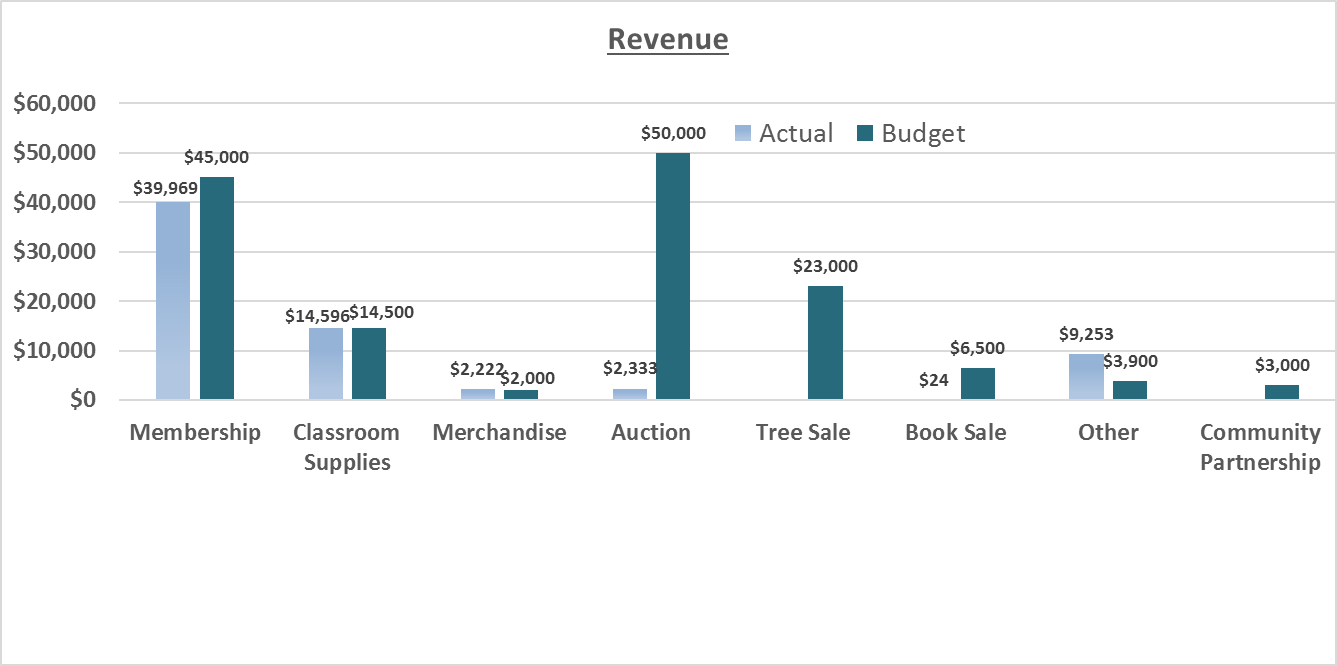 Revenue
$60,000
$50,000
$40,000
$30,000
$20,000
$10,000
$0
Actual
Budget
$39,969
$45,000
$14,596
$14,500
$2,222
$2,000
$2,333
$50,000
$23,000
$24
$6,500
$9,253
$3,900
$3,000
Membership
Classroom
Supplies
Merchandise
Auction
Tree Sale
Book Sale
Other
Community
Partnership